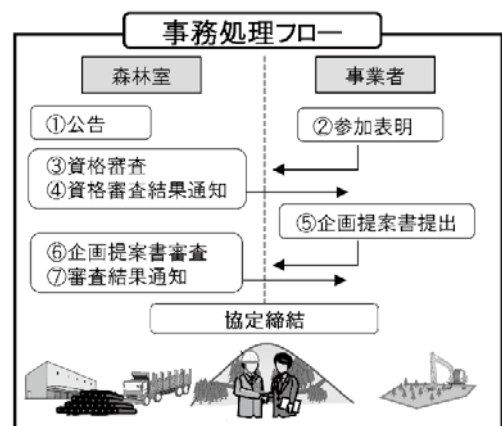 事務処理フロー
森林室
事業者
①公告
②参加表明
③資格審査
④資格審査結果通知
⑤企画提案書提出
⑥企画提案書審査
⑦審査結果通知
協定締結